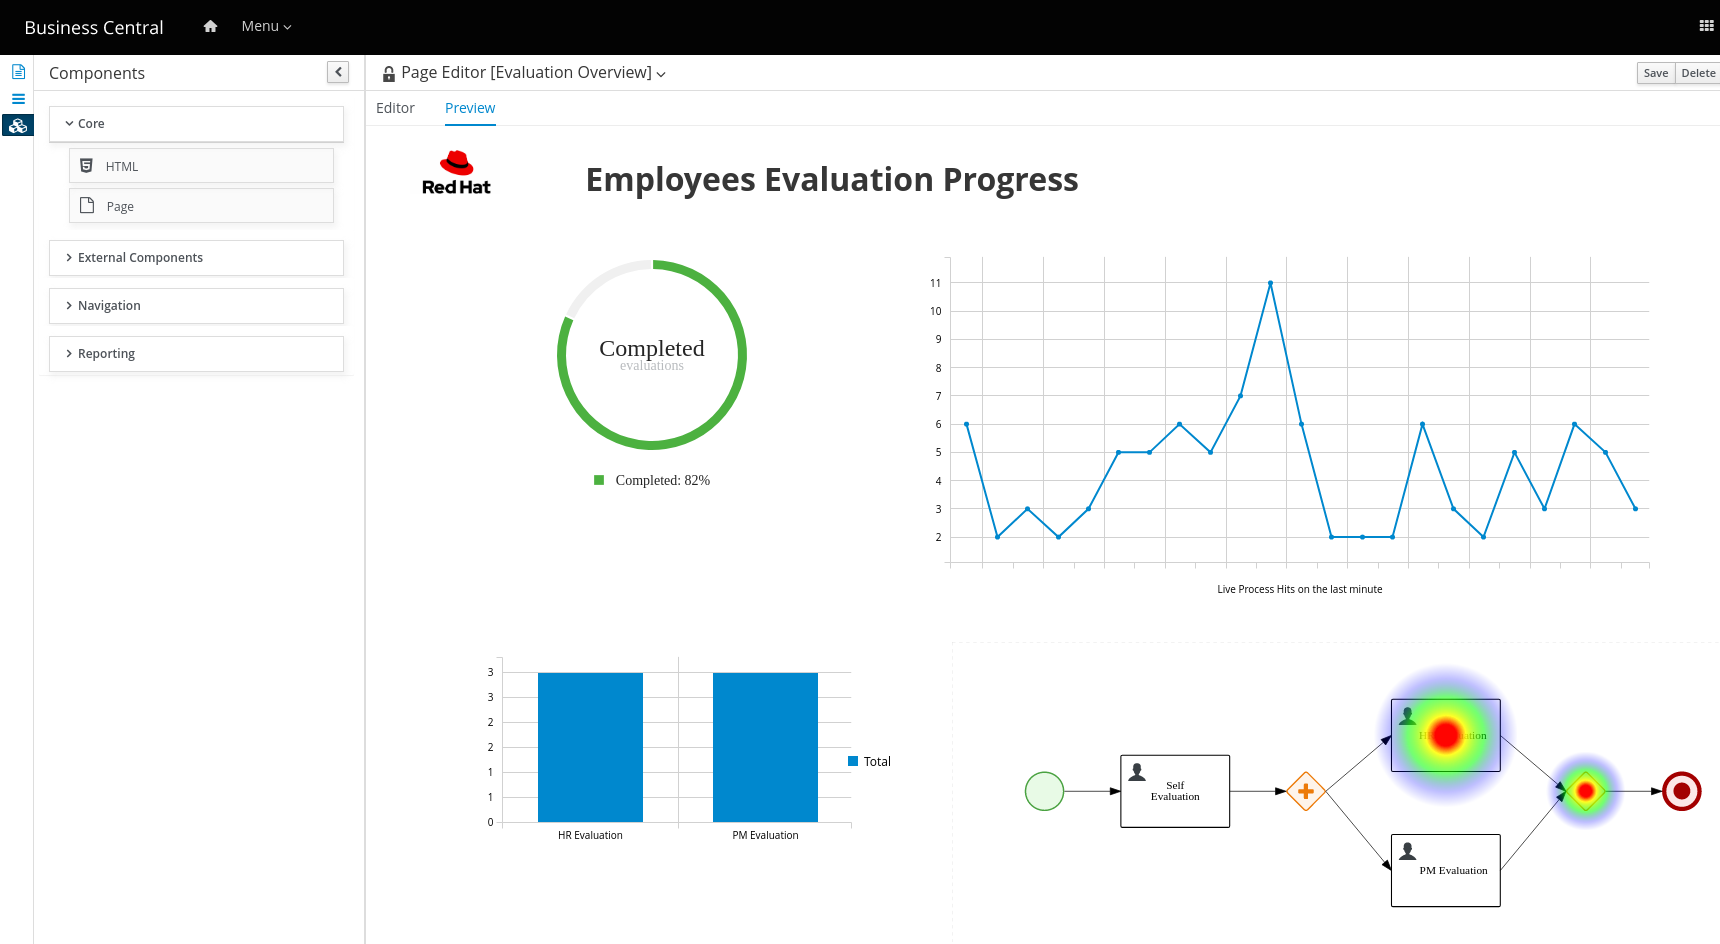 Business Central
Menu
Components
Page Editor [Evaluation Overview]
Save
Delete
Core
HTML
Page
External Components
Navigation
Reporting
Editor
Preview
Red Hat
Employees Evaluation Progress
Completed
evaluations
Completed: 82%
11
10
9
8
7
6
5
4
3
2
Live Process Hits on the last minute
3
3
2
2
1
1
0
HR Evaluation
PM Evaluation
Total
Self
Evaluation
HR Evaluation
PM Evaluation